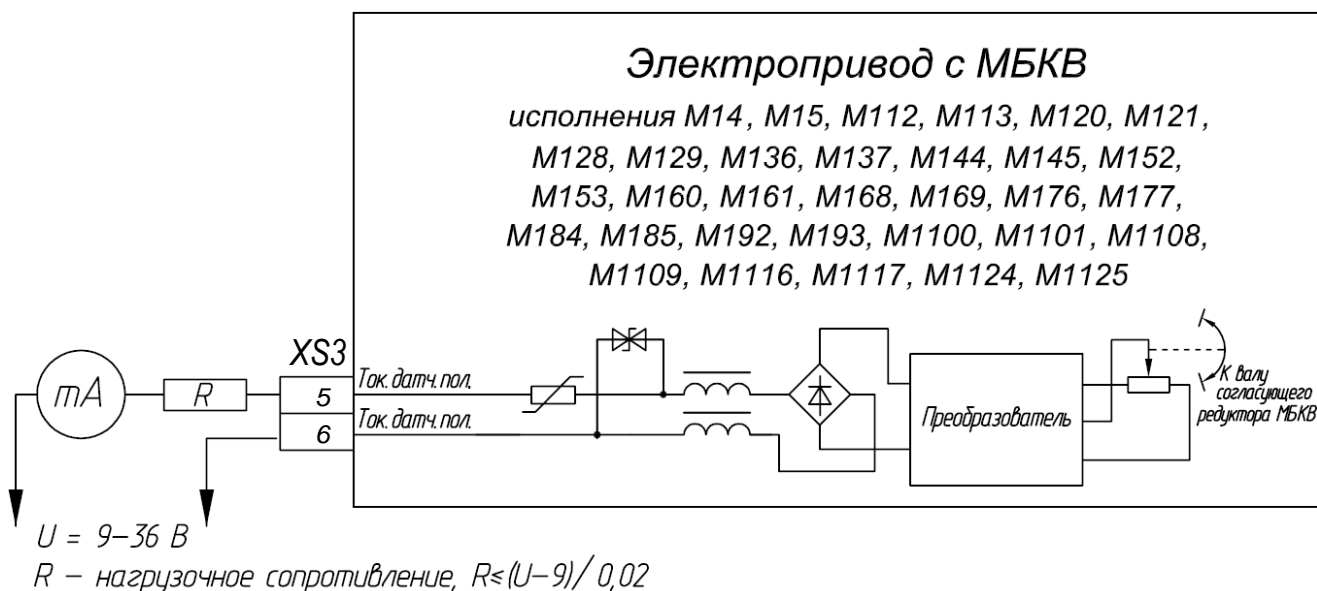 Электропривод с МБКВ
исполнения М14, М15, М112, М113, М120, М121,
М128, М129, М136, М137, М144, М145, М152,
М153, М160, М161, М168, М169, М176, М177,
М184, М185, М192, М193, М1100, М1101, М1108,
М1109, М1116, М1117, М1124, М1125
XS3
mA
R
5
Ток. датч. пол.
6
Ток. датч. пол.
Преобразователь
К валу
согласующего
редуктора МБКВ
U = 9–36 В
R – нагрузочное сопротивление, R≤(U–9)/ 0,02